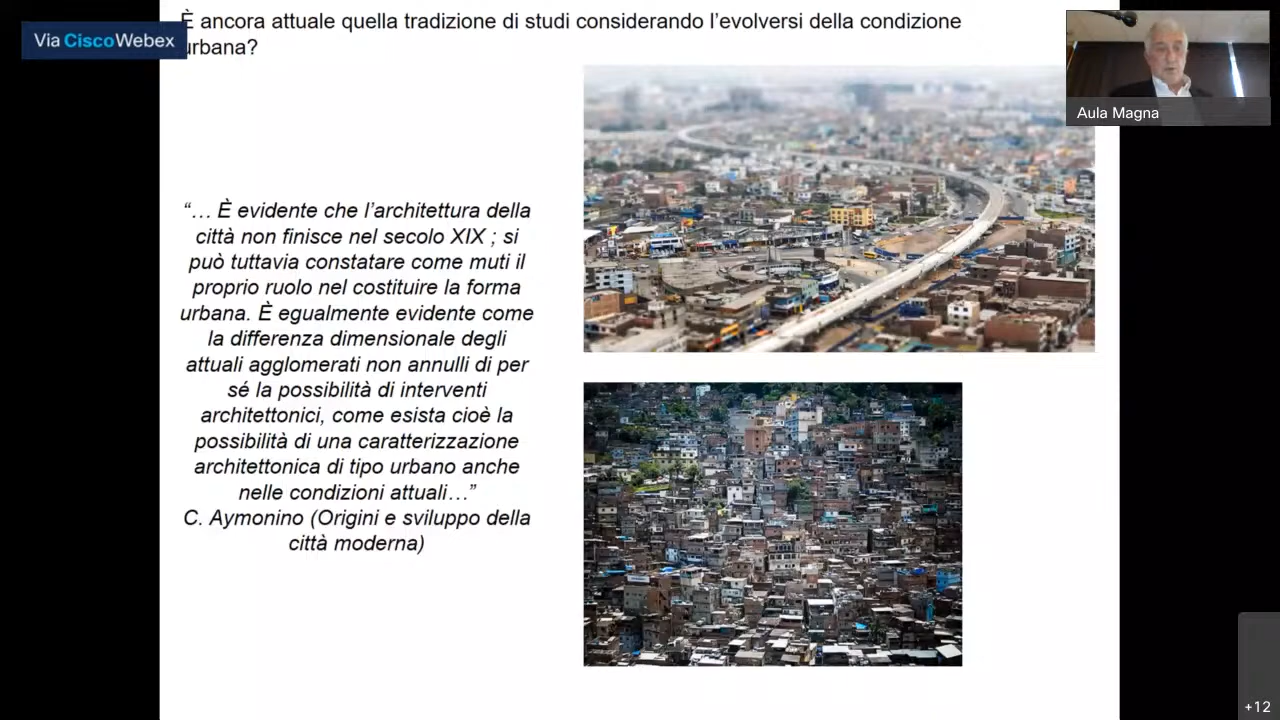 È ancora attuale quella tradizione di studi considerando l’evolversi della condizione
urbana?
Via Cisco Webex
Aula Magna
“… È evidente che l’architettura della
città non finisce nel secolo XIX ; si
può tuttavia constatare come muti il
proprio ruolo nel costituire la forma
urbana. È egualmente evidente come
la differenza dimensionale degli
attuali agglomerati non annulli di per
sé la possibilità di interventi
architettonici, come esista cioè la
possibilità di una caratterizzazione
architettonica di tipo urbano anche
nelle condizioni attuali…”
C. Aymonino (Origini e sviluppo della
città moderna)
+12